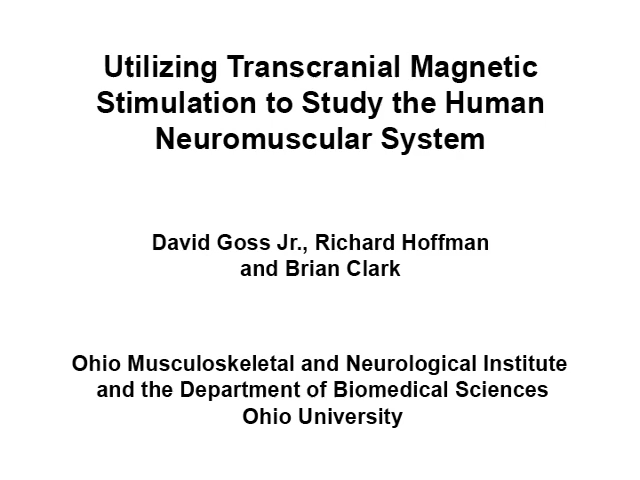 Utilizing Transcranial Magnetic
Stimulation to Study the Human
Neuromuscular System
David Goss Jr., Richard Hoffman
and Brian Clark
Ohio Musculoskeletal and Neurological Institute
and the Department of Biomedical Sciences
Ohio University